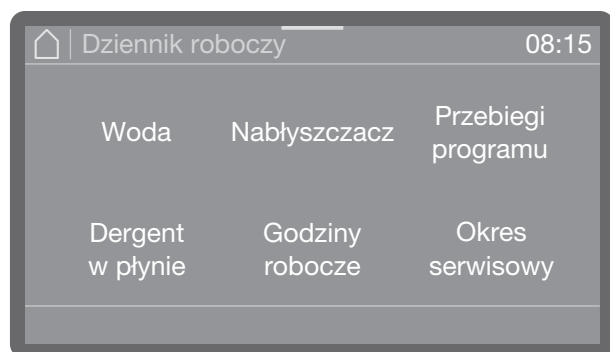 Dziennik roboczy 08:15
Woda Nabłyszczacz Przebiegi
programu
Dergent
w płynie
Godziny
robocze
Okres
serwisowy